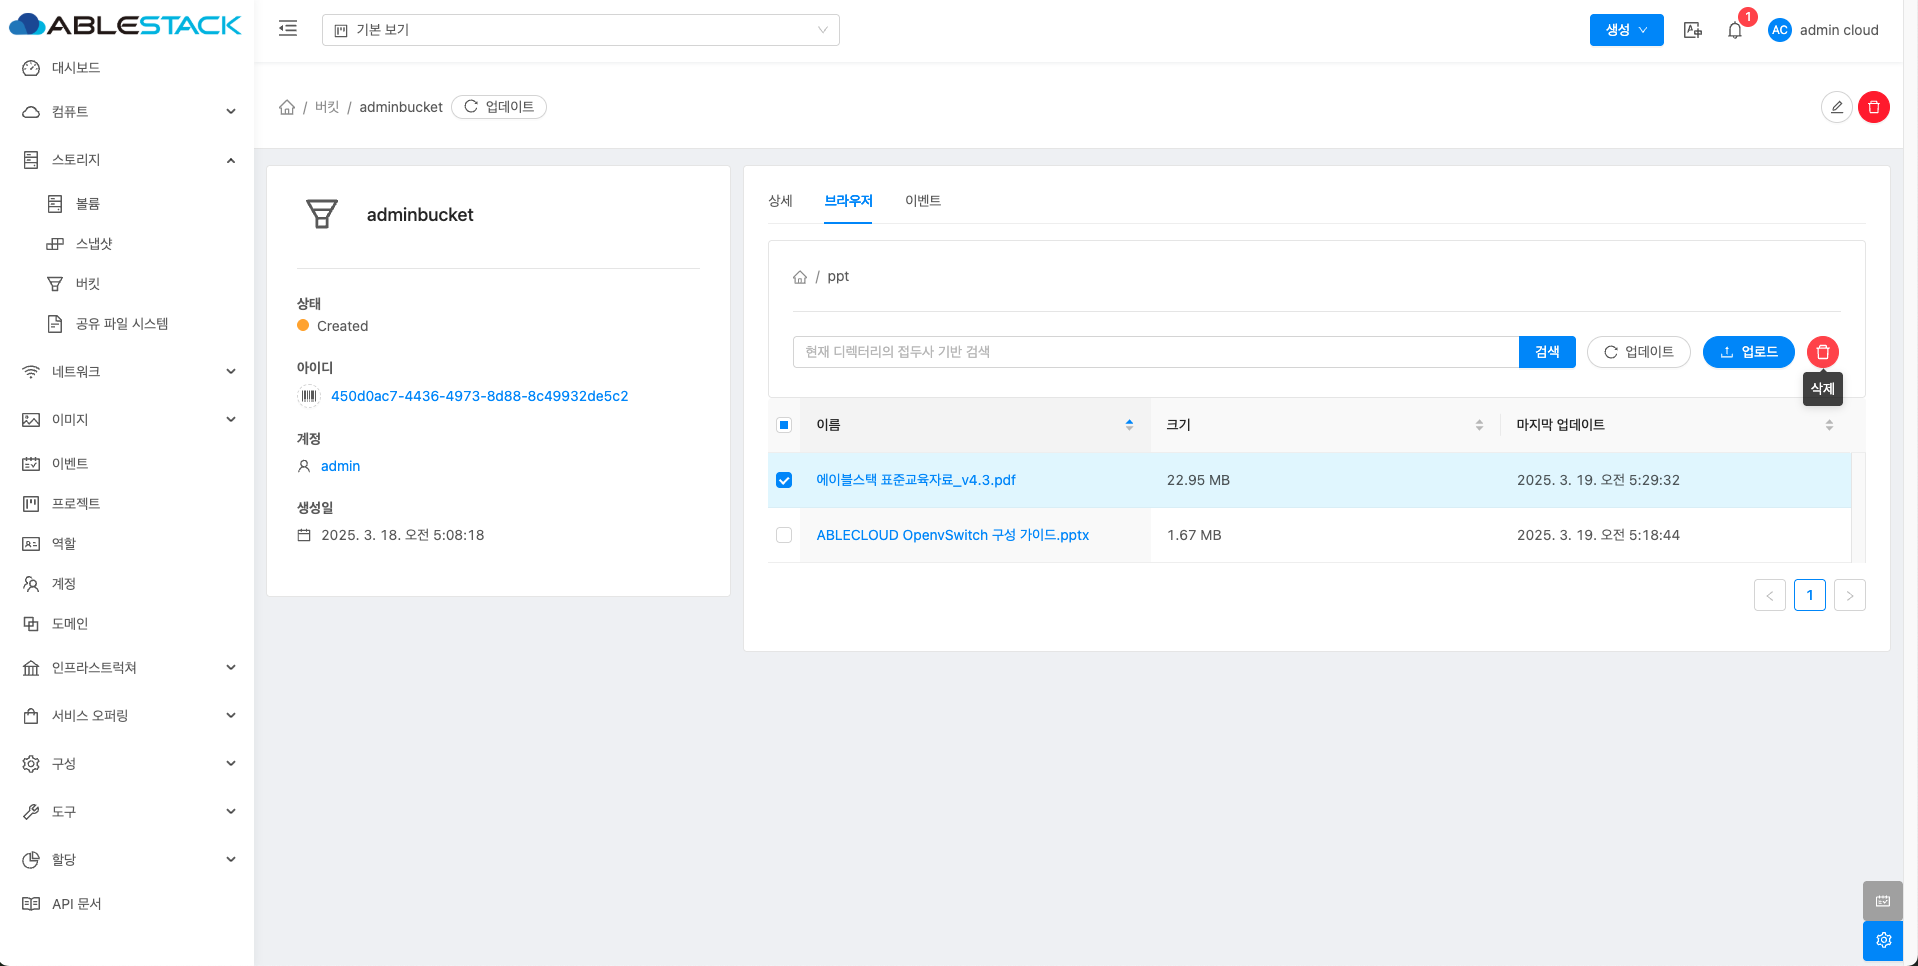 ABLESTACK
기본 보기
생성
1
AC admin cloud
대시보드
컴퓨트
스토리지
볼륨
스냅샷
버킷
공유 파일 시스템
네트워크
이미지
이벤트
프로젝트
역할
계정
도메인
인프라스트럭쳐
서비스 오퍼링
구성
도구
할당
API 문서
/ 버킷 / adminbucket 업데이트
adminbucket
상태
Created
아이디
450d0ac7-4436-4973-8d88-8c49932de5c2
계정
admin
생성일
2025. 3. 18. 오전 5:08:18
상세 브라우저 이벤트
/ ppt
현재 디렉터리의 접두사 기반 검색 검색 업데이트 업로드
삭제
이름 크기 마지막 업데이트
에이블스택 표준교육자료_v4.3.pdf 22.95 MB 2025. 3. 19. 오전 5:29:32
ABLECLOUD OpenvSwitch 구성 가이드.pptx 1.67 MB 2025. 3. 19. 오전 5:18:44
< 1 >